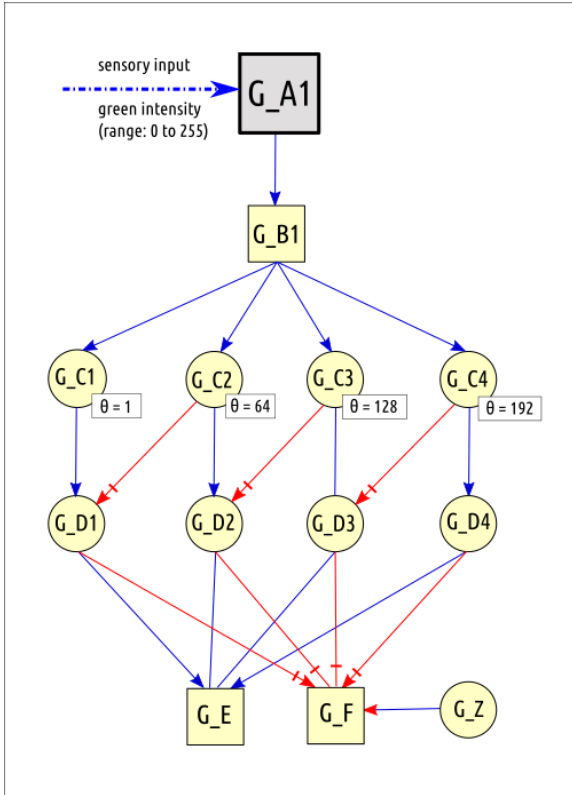 sensory input
G_A1
green intensity
(range: 0 to 255)
G_B1
G_C1
G_C2
G_C3
G_C4
θ = 1
θ = 64
θ = 128
θ = 192
G_D1
G_D2
G_D3
G_D4
G_E
G_F
G_Z